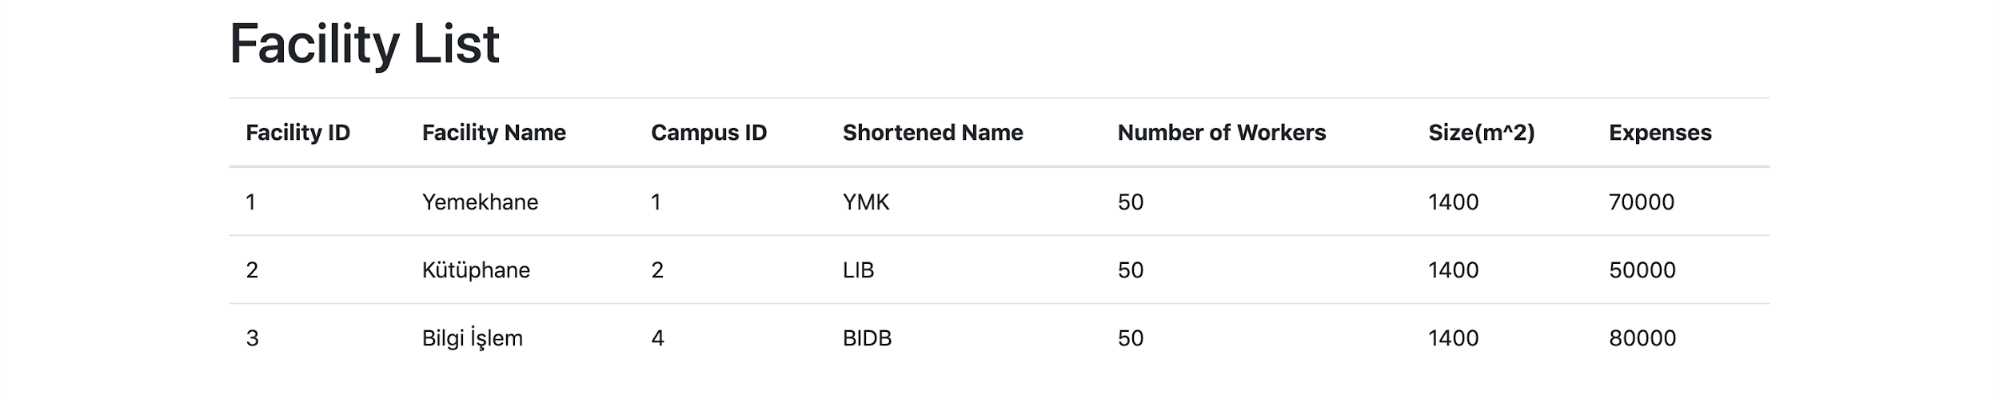 Facility List
Facility ID Facility Name Campus ID Shortened Name Number of Workers Size(m^2) Expenses
1 Yemekhane 1 YMK 50 1400 70000
2 Kütüphane 2 LIB 50 1400 50000
3 Bilgi İşlem 4 BIDB 50 1400 80000